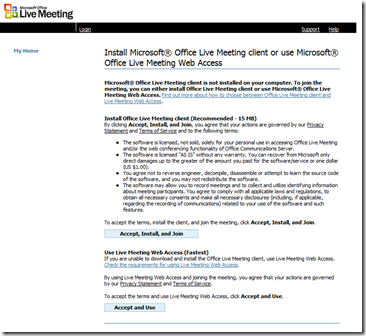 Microsoft Office
Live Meeting
Login
Support
Help
My Home
Install Microsoft® Office Live Meeting client or use Microsoft®
Office Live Meeting Web Access
Microsoft® Office Live Meeting client is not installed on your computer. To join the
meeting, you can either install Office Live Meeting client or use Microsoft® Office Live
Meeting Web Access. Find out more about how to choose between Office Live Meeting client and
Live Meeting Web Access.
Install Office Live Meeting client (Recommended - 15 MB)
By clicking Accept, Install, and Join, you agree that your actions are governed by our Privacy
Statement and Terms of Service and to the following terms:
• The software is licensed, not sold, solely for your personal use in accessing Office Live Meeting
and/or the web conferencing functionality of Office Communications Server.
• The software is licensed "AS IS" without any warranty. You can recover from Microsoft only
direct damages up to the greater of the amount you paid for the software/service or one dollar
(US $1.00).
• You agree not to reverse engineer, decompile, disassemble or attempt to learn the source code
of the software, and you may not redistribute the software.
• The software may allow you to record meetings and to collect and utilize identifying information
about meeting participants. You agree to comply with all applicable laws and regulations, to
obtain all necessary consents and make all necessary disclosures (including, if applicable,
regarding the recording of communications) related to your use of the software and such
features.
To accept the terms, install the client, and join the meeting, click Accept, Install, and Join.
Accept, Install, and Join
Use Live Meeting Web Access (Fastest)
If you are unable to download and install the Office Live Meeting client, use Live Meeting Web Access.
Check the requirements for using Live Meeting Web Access.
By using Live Meeting Web Access and joining the meeting, you agree that your actions are governed
by our Privacy Statement and Terms of Service.
To accept the terms and use Live Meeting Web Access, click Accept and Use.
Accept and Use